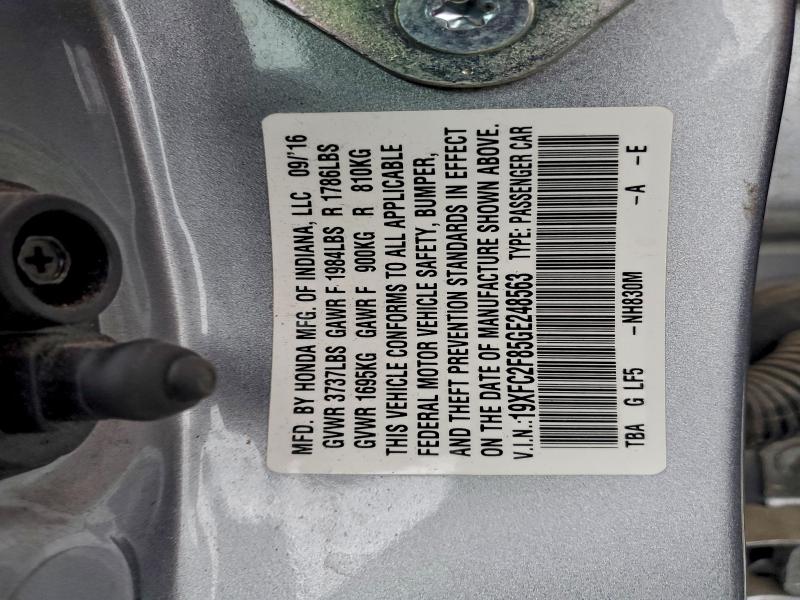 MFD. BY HONDA MFG. OF INDIANA, LLC 09/'16
GVWR 3737LBS GAWR F 1984LBS R 1786LBS
GVWR 1695KG GAWR F 900KG R 810KG
THIS VEHICLE CONFORMS TO ALL APPLICABLE
FEDERAL MOTOR VEHICLE SAFETY, BUMPER,
AND THEFT PREVENTION STANDARDS IN EFFECT
ON THE DATE OF MANUFACTURE SHOWN ABOVE.
V.I.N.:19XFC2F85GE248563 TYPE: PASSENGER CAR
TBA G LF5 -NH830M -A -E